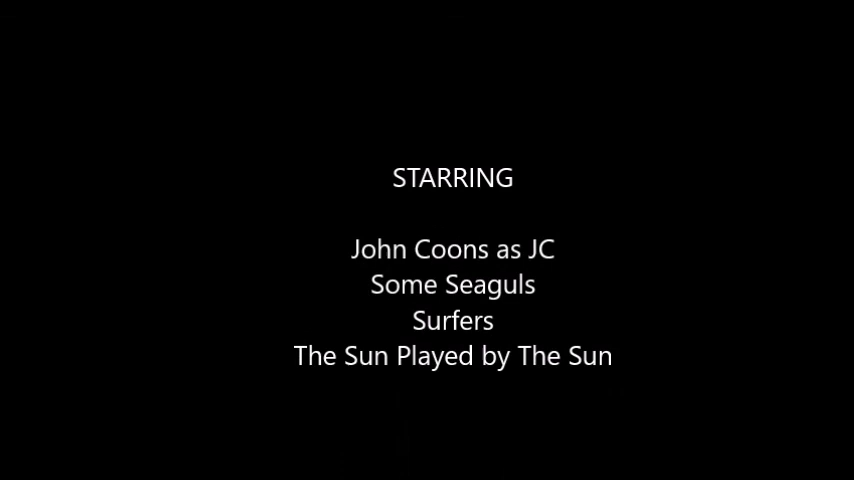 STARRING
John Coons as JC
Some Seaguls
Surfers
The Sun Played by The Sun